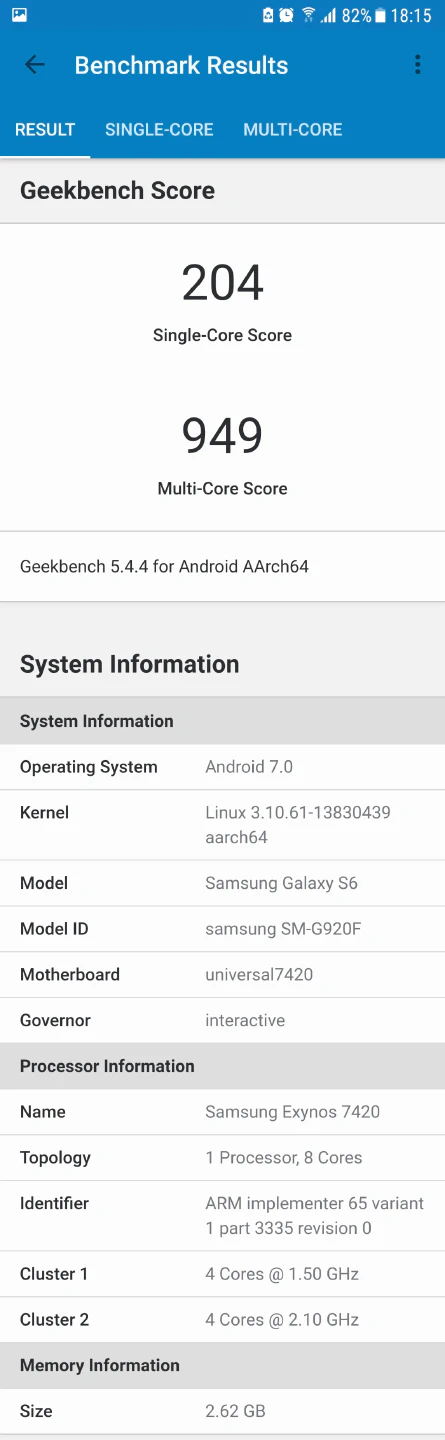 82% 18:15
Benchmark Results
RESULT SINGLE-CORE MULTI-CORE
Geekbench Score
204
Single-Core Score
949
Multi-Core Score
Geekbench 5.4.4 for Android AArch64
System Information
System Information
Operating System Android 7.0
Kernel Linux 3.10.61-13830439
aarch64
Model Samsung Galaxy S6
Model ID samsung SM-G920F
Motherboard universal7420
Governor interactive
Processor Information
Name Samsung Exynos 7420
Topology 1 Processor, 8 Cores
Identifier ARM implementer 65 variant
1 part 3335 revision 0
Cluster 1 4 Cores @ 1.50 GHz
Cluster 2 4 Cores @ 2.10 GHz
Memory Information
Size 2.62 GB